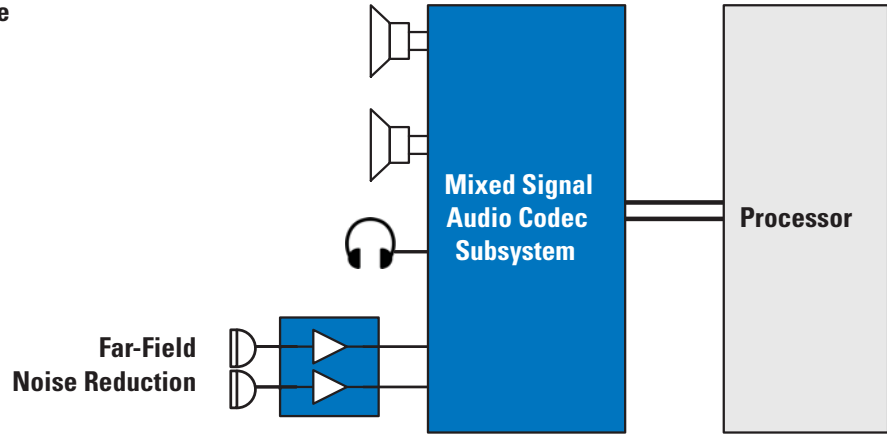 e
Mixed Signal
Audio Codec
Subsystem
Processor
Far-Field
Noise Reduction